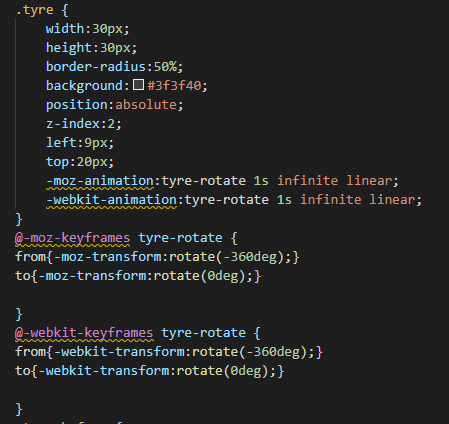 .tyre {
width:30px;
height:30px;
border-radius:50%;
background:#3f3f40;
position:absolute;
z-index:2;
left:9px;
top:20px;
-moz-animation:tyre-rotate 1s infinite linear;
-webkit-animation:tyre-rotate 1s infinite linear;
}
@-moz-keyframes tyre-rotate {
from{-moz-transform:rotate(-360deg);}
to{-moz-transform:rotate(0deg);}
}
@-webkit-keyframes tyre-rotate {
from{-webkit-transform:rotate(-360deg);}
to{-webkit-transform:rotate(0deg);}
}